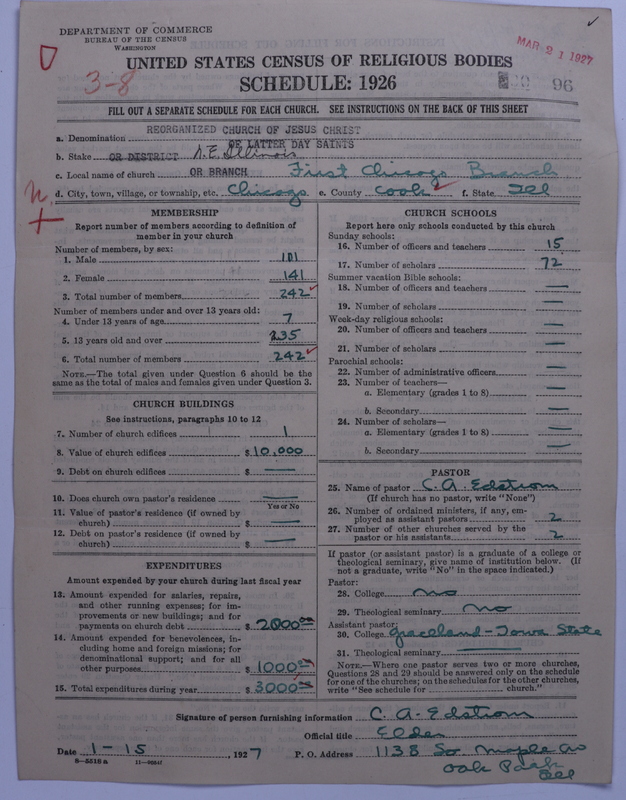 DEPARTMENT OF COMMERCE
BUREAU OF THE CENSUS
WASHINGTON
MAR 21 1927
UNITED STATES CENSUS OF RELIGIOUS BODIES
3-8
SCHEDULE: 1926
96
FILL OUT A SEPARATE SCHEDULE FOR EACH CHURCH. SEE INSTRUCTIONS ON THE BACK OF THIS SHEET
a. Denomination REORGANIZED CHURCH OF JESUS CHRIST
OF LATTER DAY SAINTS
b. Stake OR DISTRICT N.E. Illinois
c. Local name of church OR BRANCH First Chicago Branch
d. City, town, village, or township, etc. Chicago e. County Cook f. State Ill
MEMBERSHIP
Report number of members according to definition of
member in your church
Number of members, by sex:
1. Male 101
2. Female 141
3. Total number of members 242
Number of members under and over 13 years old:
4. Under 13 years of age 7
5. 13 years old and over 235
6. Total number of members 242
NOTE.—The total given under Question 6 should be the
same as the total of males and females given under Question 3.
CHURCH BUILDINGS
See instructions, paragraphs 10 to 12
7. Number of church edifices 1
8. Value of church edifices $ 10,000
9. Debt on church edifices $ —
10. Does church own pastor's residence —
Yes or No
11. Value of pastor's residence (if owned by
church) $ —
12. Debt on pastor's residence (if owned by
church) $ —
EXPENDITURES
Amount expended by your church during last fiscal year
13. Amount expended for salaries, repairs,
and other running expenses; for im-
provements or new buildings; and for
payments on church debt $ 2000 00
14. Amount expended for benevolences, in-
cluding home and foreign missions; for
denominational support; and for all
other purposes $ 1000 00
15. Total expenditures during year $ 3000 00
CHURCH SCHOOLS
Report here only schools conducted by this church
Sunday schools:
16. Number of officers and teachers 15
17. Number of scholars 72
Summer vacation Bible schools:
18. Number of officers and teachers —
19. Number of scholars —
Week-day religious schools:
20. Number of officers and teachers —
21. Number of scholars —
Parochial schools:
22. Number of administrative officers —
23. Number of teachers—
a. Elementary (grades 1 to 8) —
b. Secondary —
24. Number of scholars—
a. Elementary (grades 1 to 8) —
b. Secondary —
PASTOR
25. Name of pastor C. A. Edstrom
(If church has no pastor, write "None")
26. Number of ordained ministers, if any, em-
ployed as assistant pastors 2
27. Number of other churches served by the
pastor or his assistants 2
If pastor (or assistant pastor) is a graduate of a college or
theological seminary, give name of institution below. (If
not a graduate, write "No" in the space indicated.)
Pastor:
28. College no
29. Theological seminary no
Assistant pastor:
30. College Graceland - Iowa State
31. Theological seminary —
NOTE.—Where one pastor serves two or more churches,
Questions 28 and 29 should be answered only on the schedule
for one of the churches; on the schedules for the other churches,
write "See schedule for church."
Signature of person furnishing information C. A. Edstrom
Official title Elder
Date 1-15, 1927 P. O. Address 1138 So. Maple Av
Oak Park
Ill
8—5518 a